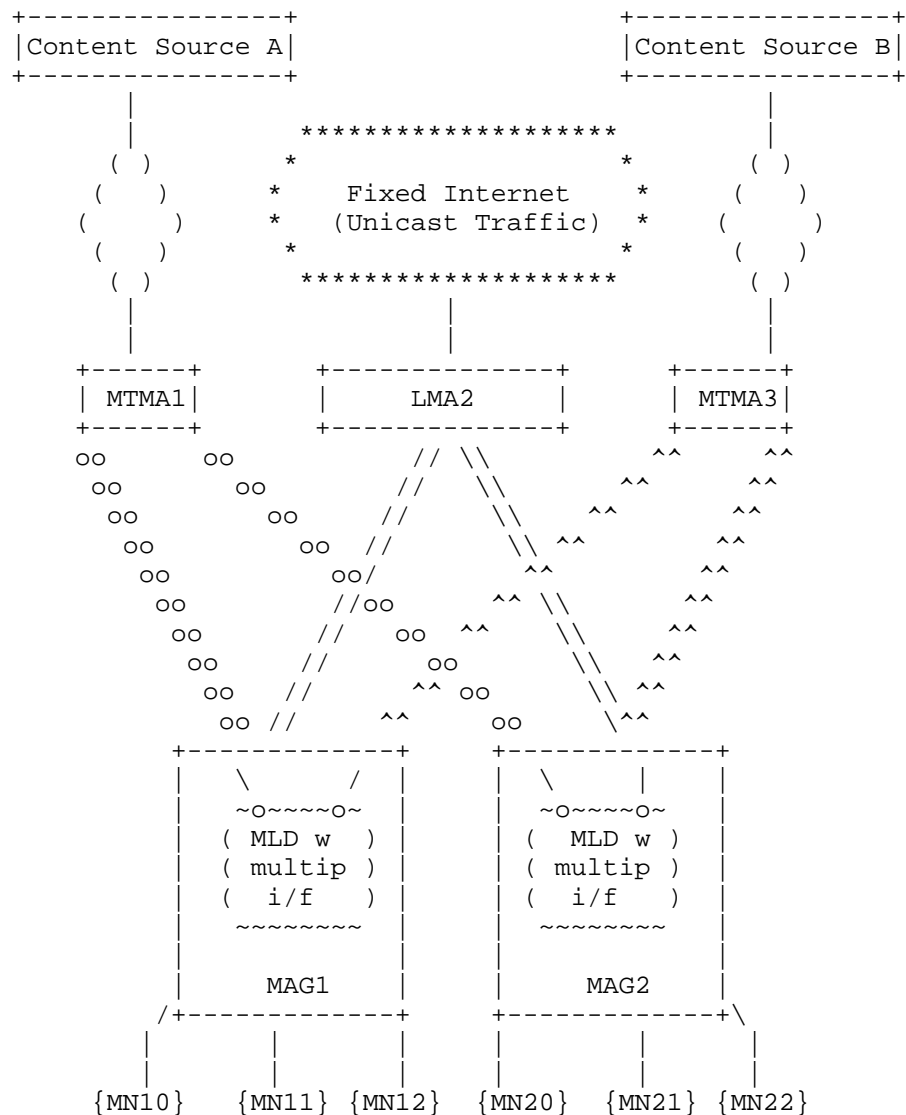 Content Source A Content Source B
Fixed Internet
(Unicast Traffic)
MTMA1 LMA2 MTMA3
MLD w MLD w
multip multip
i/f i/f
MAG1 MAG2
{MN10} {MN11} {MN12} {MN20} {MN21} {MN22}